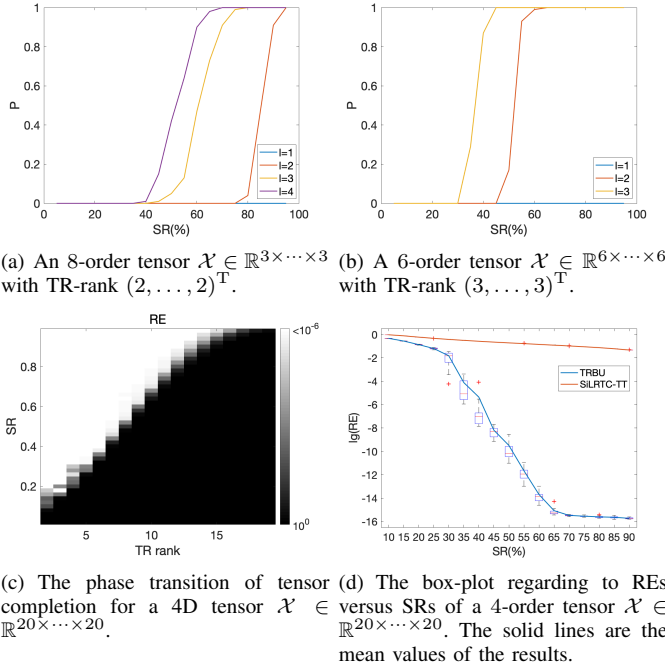 1
0.8
0.6
0.4
0.2
0
P
0 20 40 60 80 100
SR(%)
l=1
l=2
l=3
l=4
1
0.8
0.6
0.4
0.2
0
P
0 20 40 60 80 100
SR(%)
l=1
l=2
l=3
(a) An 8-order tensor 𝒳 ∈ ℝ^{3×···×3}
with TR-rank (2, . . . , 2)^T.
(b) A 6-order tensor 𝒳 ∈ ℝ^{6×···×6}
with TR-rank (3, . . . , 3)^T.
RE
0.8
0.6
0.4
0.2
SR
5 10 15
TR rank
<10^{-6}
10^0
0
-2
-4
-6
-8
-10
-12
-14
-16
lg(RE)
10 15 20 25 30 35 40 45 50 55 60 65 70 75 80 85 90
SR(%)
TRBU
SiLRTC-TT
(c) The phase transition of tensor
completion for a 4D tensor 𝒳 ∈
ℝ^{20×···×20}.
(d) The box-plot regarding to REs
versus SRs of a 4-order tensor 𝒳 ∈
ℝ^{20×···×20}. The solid lines are the
mean values of the results.